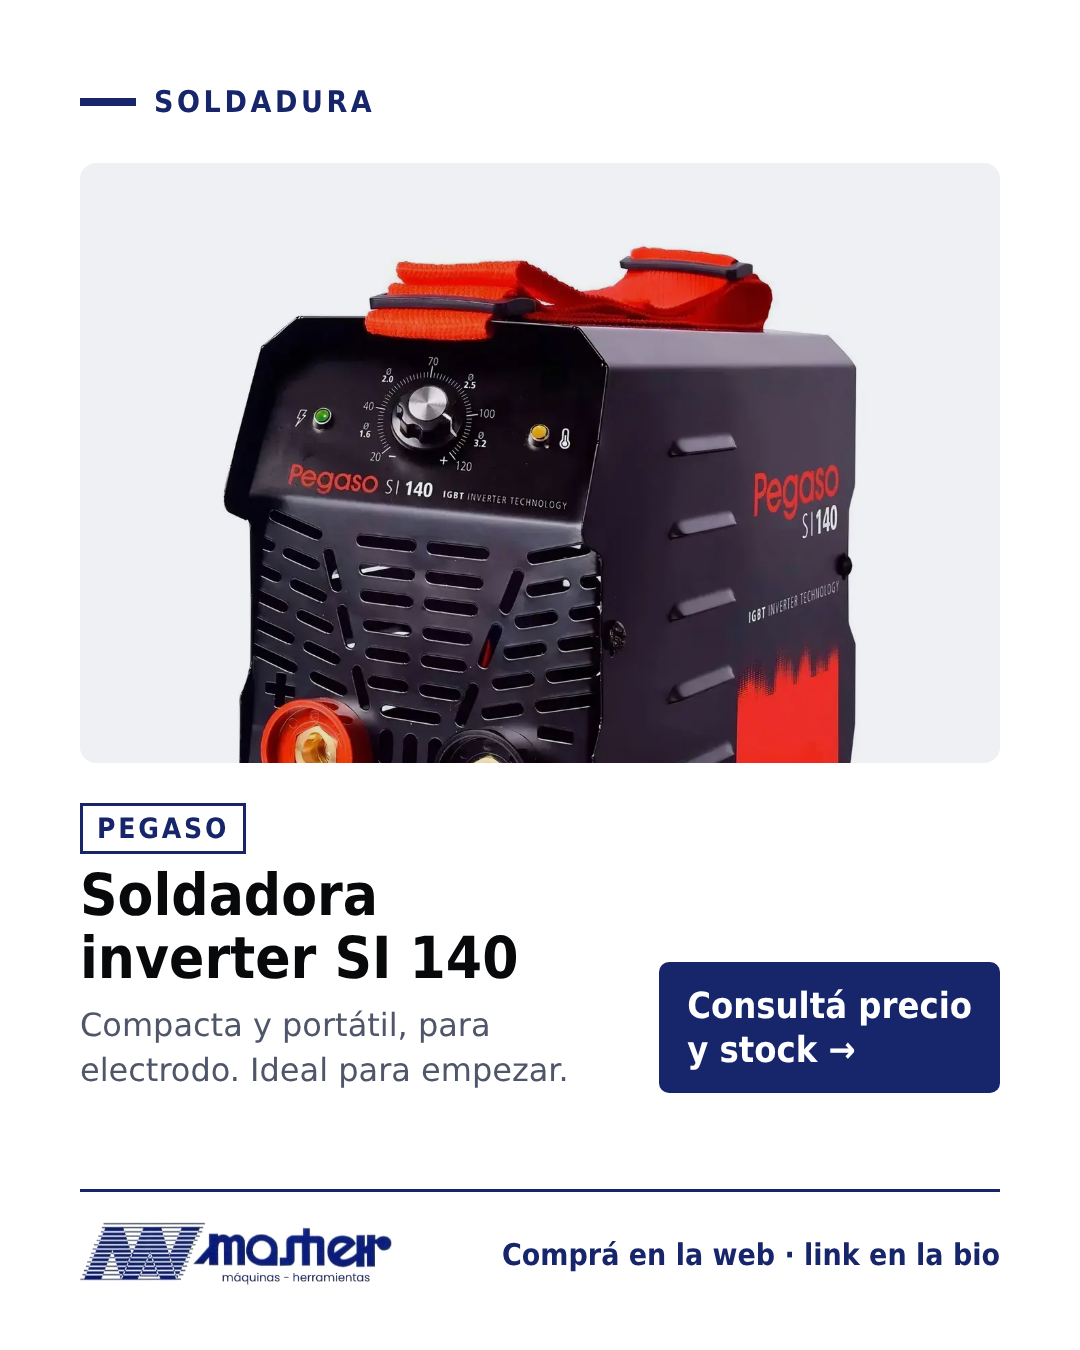 SOLDADURA
70
Ø 2.0
Ø 2.5
40
100
Ø 1.6
Ø 3.2
20
120
− +
Pegaso SI 140 IGBT INVERTER TECHNOLOGY
Pegaso
SI 140
IGBT INVERTER TECHNOLOGY
PEGASO
Soldadora
inverter SI 140
Compacta y portátil, para
electrodo. Ideal para empezar.
Consultá precio
y stock →
masher
máquinas - herramientas
Comprá en la web · link en la bio